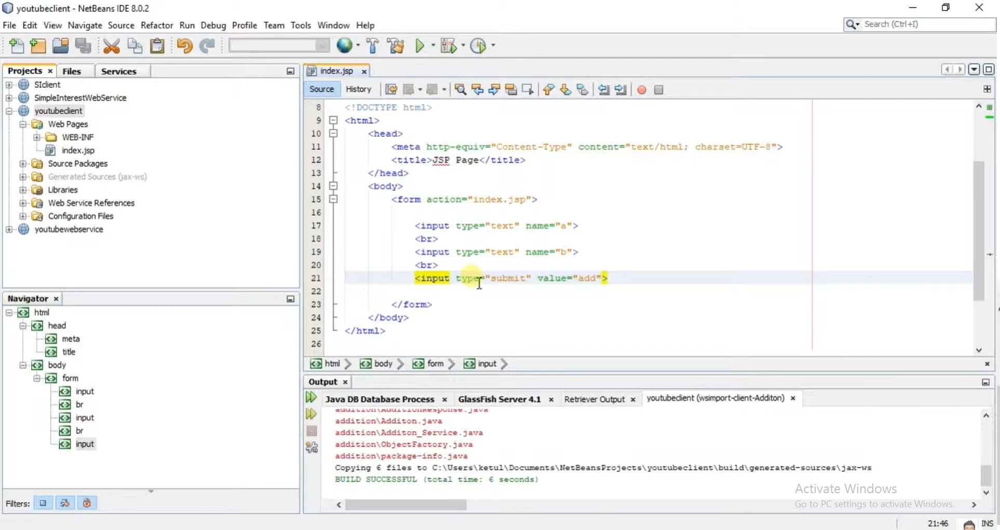 youtubeclient - NetBeans IDE 8.0.2
File Edit View Navigate Source Refactor Run Debug Profile Team Tools Window Help
Search (Ctrl+I)
Projects Files Services
SIclient
SimpleInterestWebService
youtubeclient
Web Pages
WEB-INF
index.jsp
Source Packages
Generated Sources (jax-ws)
Libraries
Web Service References
Configuration Files
youtubewebservice
Navigator
html
head
meta
title
body
form
input
br
input
br
input
Filters:
index.jsp
Source History
8 <!DOCTYPE html>
9 <html>
10 <head>
11 <meta http-equiv="Content-Type" content="text/html; charset=UTF-8">
12 <title>JSP Page</title>
13 </head>
14 <body>
15 <form action="index.jsp">
16
17 <input type="text" name="a">
18 <br>
19 <input type="text" name="b">
20 <br>
21 <input type="submit" value="add">
22
23 </form>
24 </body>
25 </html>
26
html body form input
Output
Java DB Database Process GlassFish Server 4.1 Retriever Output youtubeclient (wsimport-client-Additon)
addition\AdditionResponse.java
addition\Additon.java
addition\Additon_Service.java
addition\ObjectFactory.java
addition\package-info.java
Copying 6 files to C:\Users\ketul\Documents\NetBeansProjects\youtubeclient\build\generated-sources\jax-ws
BUILD SUCCESSFUL (total time: 6 seconds)
Activate Windows
Go to PC settings to activate Windows.
21:46 INS